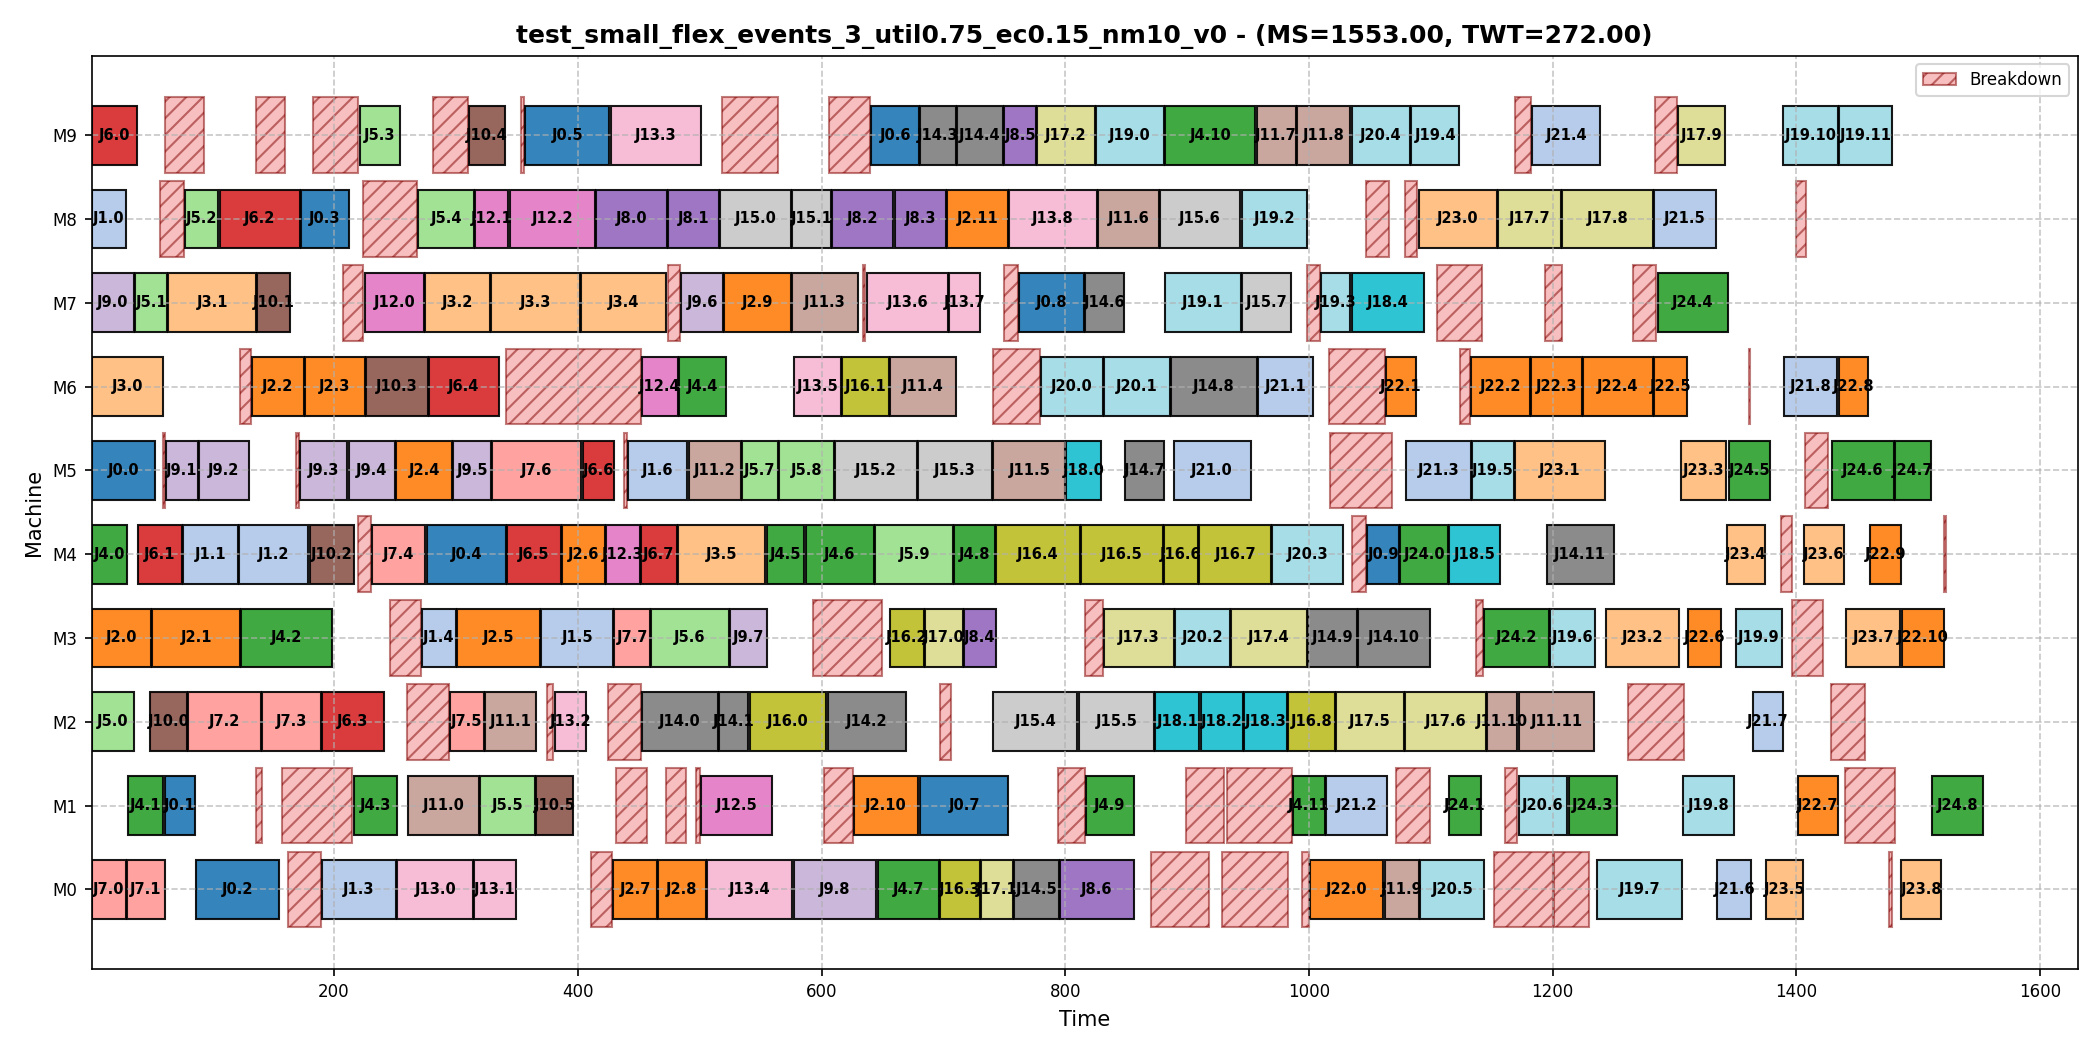 test_small_flex_events_3_util0.75_ec0.15_nm10_v0 - (MS=1553.00, TWT=272.00)
Breakdown
M9 J6.0 J5.3 J10.4 J0.5 J13.3 J0.6 J14.3 J14.4 J8.5 J17.2 J19.0 J4.10 J11.7 J11.8 J20.4 J19.4 J21.4 J17.9 J19.10 J19.11
M8 J1.0 J5.2 J6.2 J0.3 J5.4 J12.1 J12.2 J8.0 J8.1 J15.0 J15.1 J8.2 J8.3 J2.11 J13.8 J11.6 J15.6 J19.2 J23.0 J17.7 J17.8 J21.5
M7 J9.0 J5.1 J3.1 J10.1 J12.0 J3.2 J3.3 J3.4 J9.6 J2.9 J11.3 J13.6 J13.7 J0.8 J14.6 J19.1 J15.7 J19.3 J18.4 J24.4
M6 J3.0 J2.2 J2.3 J10.3 J6.4 J12.4 J4.4 J13.5 J16.1 J11.4 J20.0 J20.1 J14.8 J21.1 J22.1 J22.2 J22.3 J22.4 J22.5 J21.8 J22.8
M5 J0.0 J9.1 J9.2 J9.3 J9.4 J2.4 J9.5 J7.6 J6.6 J1.6 J11.2 J5.7 J5.8 J15.2 J15.3 J11.5 J18.0 J14.7 J21.0 J21.3 J19.5 J23.1 J23.3 J24.5 J24.6 J24.7
M4 J4.0 J6.1 J1.1 J1.2 J10.2 J7.4 J0.4 J6.5 J2.6 J12.3 J6.7 J3.5 J4.5 J4.6 J5.9 J4.8 J16.4 J16.5 J16.6 J16.7 J20.3 J0.9 J24.0 J18.5 J14.11 J23.4 J23.6 J22.9
M3 J2.0 J2.1 J4.2 J1.4 J2.5 J1.5 J7.7 J5.6 J9.7 J16.2 J17.0 J8.4 J17.3 J20.2 J17.4 J14.9 J14.10 J24.2 J19.6 J23.2 J22.6 J19.9 J23.7 J22.10
M2 J5.0 J10.0 J7.2 J7.3 J6.3 J7.5 J11.1 J13.2 J14.0 J14.1 J16.0 J14.2 J15.4 J15.5 J18.1 J18.2 J18.3 J16.8 J17.5 J17.6 J11.10 J11.11 J21.7
M1 J4.1 J0.1 J4.3 J11.0 J5.5 J10.5 J12.5 J2.10 J0.7 J4.9 J4.11 J21.2 J24.1 J20.6 J24.3 J19.8 J22.7 J24.8
M0 J7.0 J7.1 J0.2 J1.3 J13.0 J13.1 J2.7 J2.8 J13.4 J9.8 J4.7 J16.3 J17.1 J14.5 J8.6 J22.0 J11.9 J20.5 J19.7 J21.6 J23.5 J23.8
Machine
200 400 600 800 1000 1200 1400 1600
Time